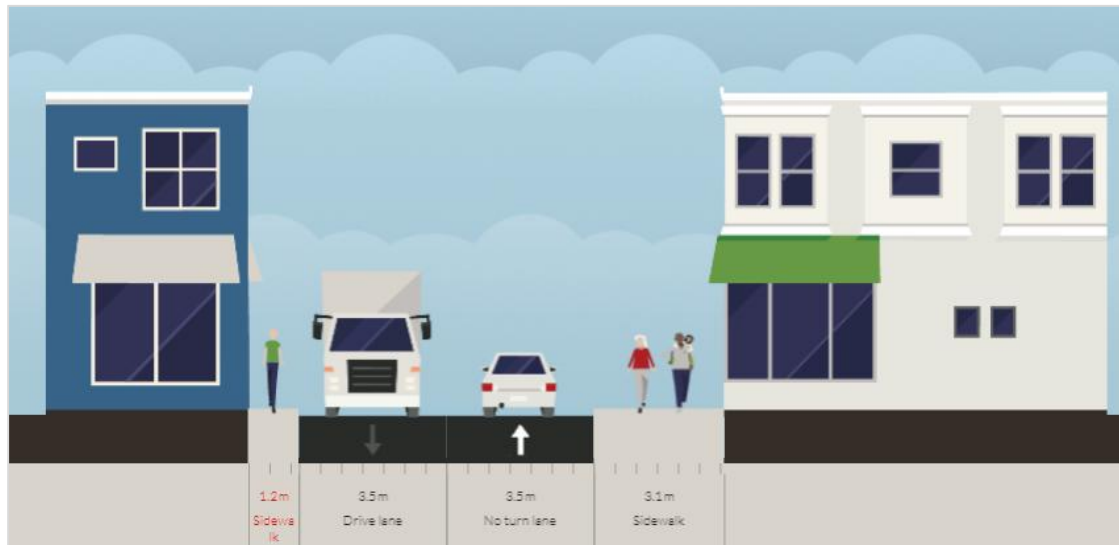 1.2m
Sidewa
lk
3.5m
Drive lane
3.5m
No turn lane
3.1m
Sidewalk